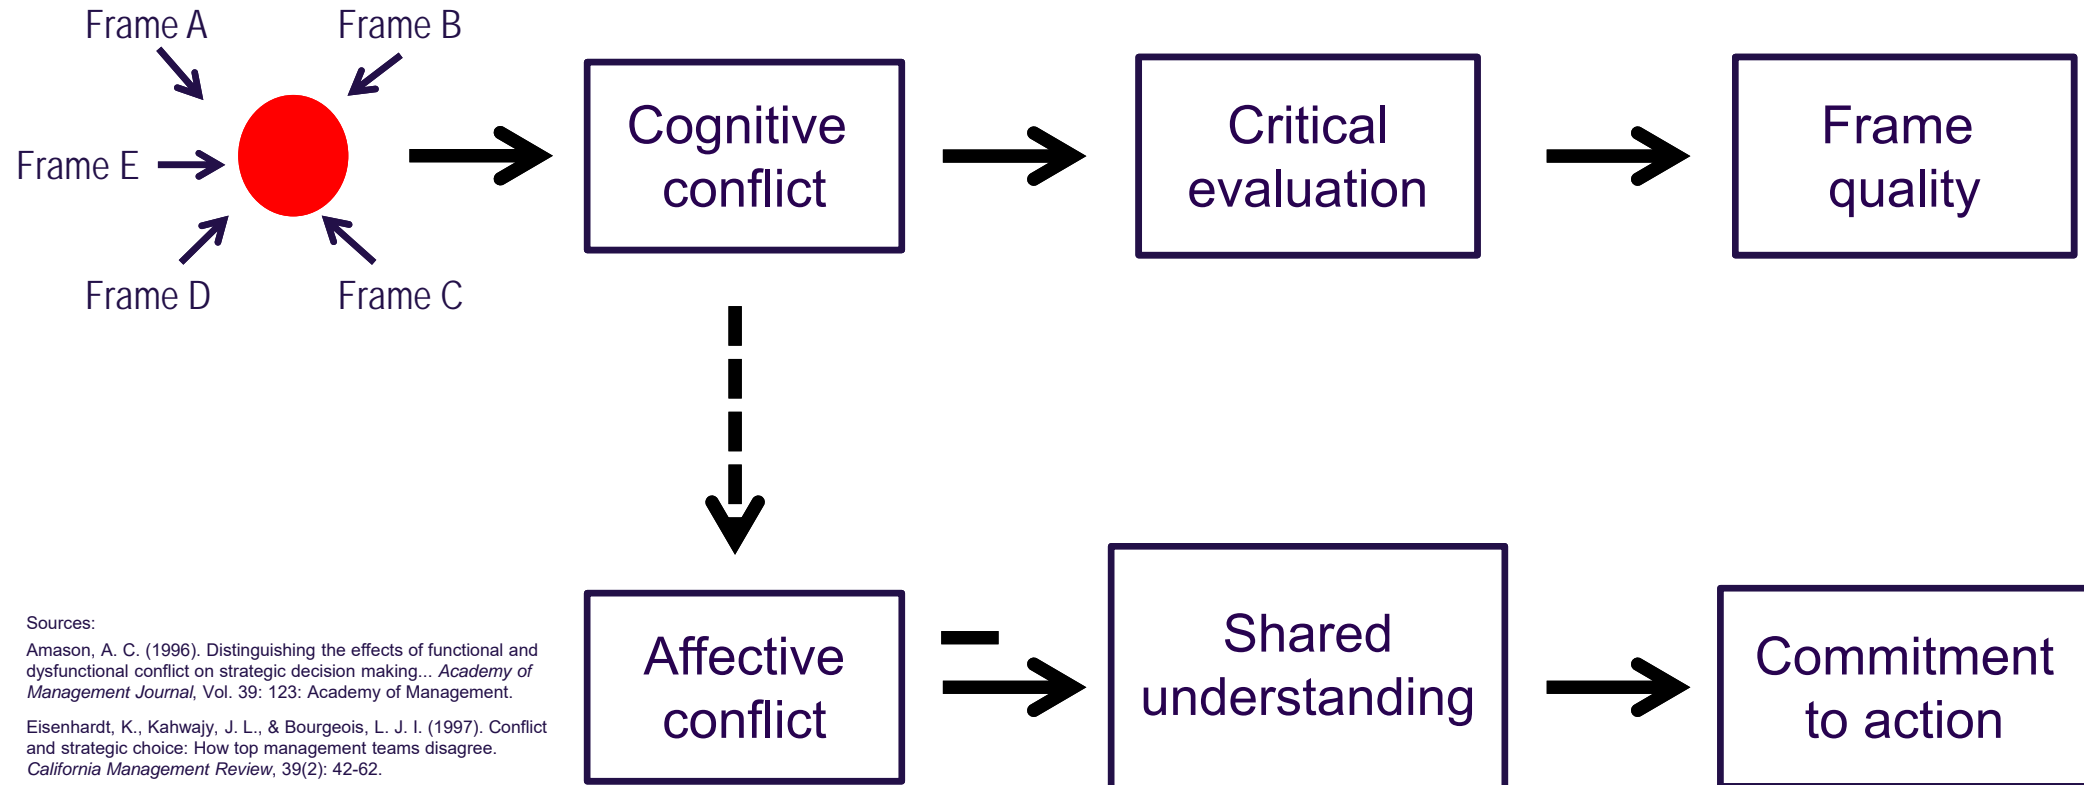 Frame A
Frame B
Frame E
Frame D
Frame C
Cognitive
conflict
Critical
evaluation
Frame
quality
Affective
conflict
Shared
understanding
Commitment
to action
Sources:
Amason, A. C. (1996). Distinguishing the effects of functional and
dysfunctional conflict on strategic decision making... Academy of
Management Journal, Vol. 39: 123: Academy of Management.
Eisenhardt, K., Kahwajy, J. L., & Bourgeois, L. J. I. (1997). Conflict
and strategic choice: How top management teams disagree.
California Management Review, 39(2): 42-62.